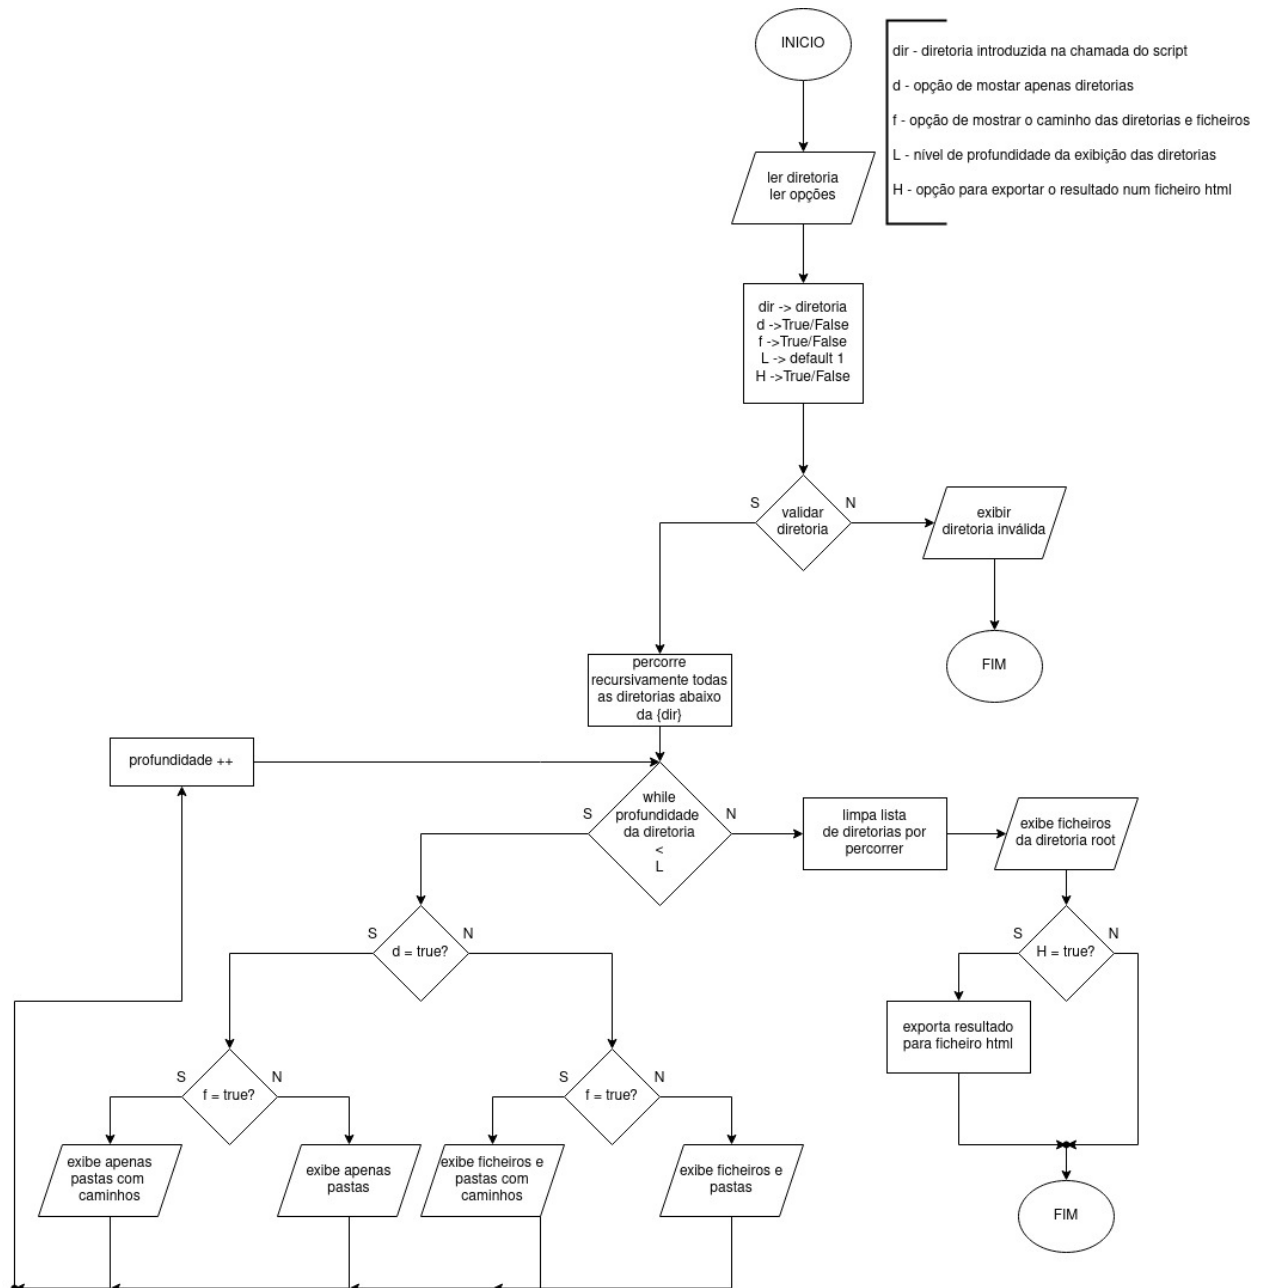 INICIO
dir - diretoria introduzida na chamada do script
d - opção de mostar apenas diretorias
f - opção de mostrar o caminho das diretorias e ficheiros
L - nível de profundidade da exibição das diretorias
H - opção para exportar o resultado num ficheiro html
ler diretoria
ler opções
dir -> diretoria
d ->True/False
f ->True/False
L -> default 1
H ->True/False
S
N
validar
diretoria
exibir
diretoria inválida
FIM
percorre
recursivamente todas
as diretorias abaixo
da {dir}
profundidade ++
S
N
while
profundidade
da diretoria
<
L
limpa lista
de diretorias por
percorrer
exibe ficheiros
da diretoria root
S
N
d = true?
S
N
H = true?
exporta resultado
para ficheiro html
S
N
f = true?
S
N
f = true?
exibe apenas
pastas com
caminhos
exibe apenas
pastas
exibe ficheiros e
pastas com
caminhos
exibe ficheiros e
pastas
FIM